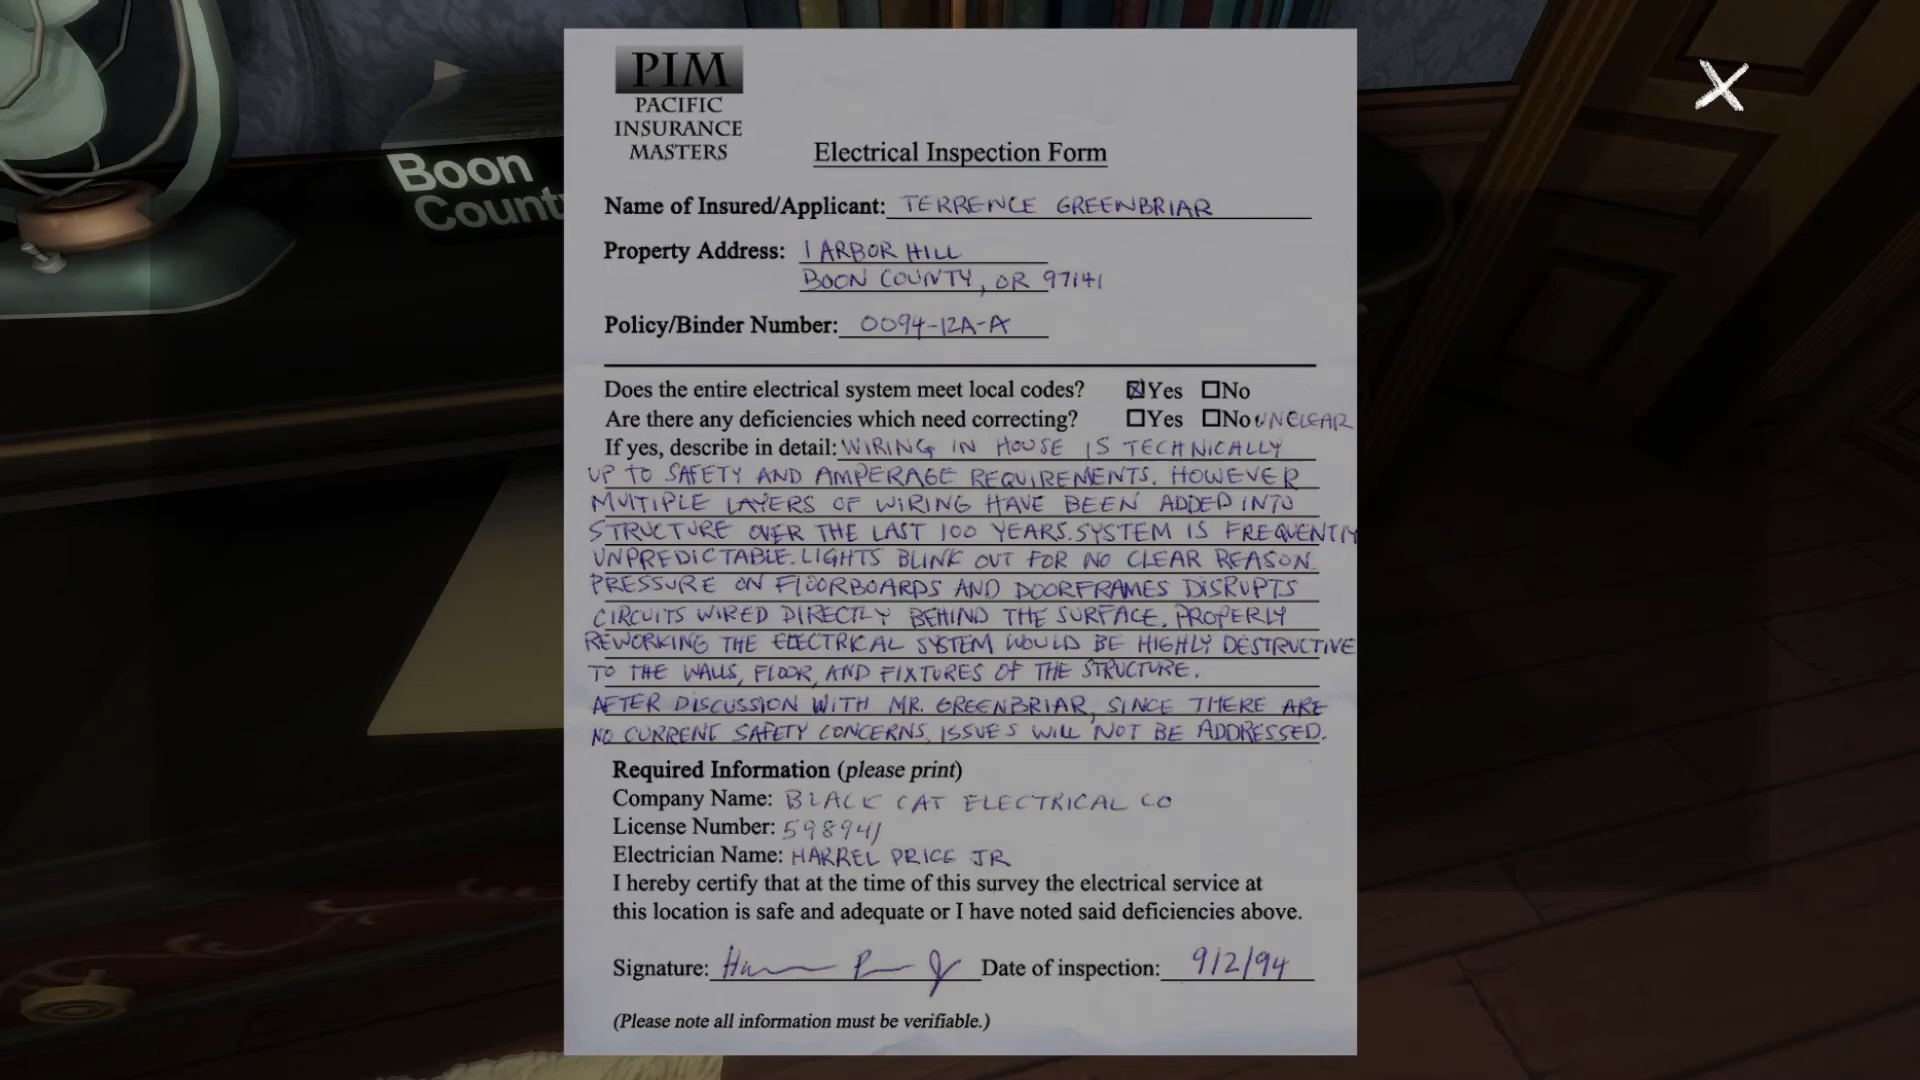 PIM
PACIFIC
INSURANCE
MASTERS
Electrical Inspection Form
Boon
Count
Name of Insured/Applicant: TERRENCE GREENBRIAR
Property Address: 1 ARBOR HILL
BOON COUNTY, OR 97141
Policy/Binder Number: 0094-12A-A
Does the entire electrical system meet local codes? ☒Yes ☐No
Are there any deficiencies which need correcting? ☐Yes ☐No UNCLEAR
If yes, describe in detail: WIRING IN HOUSE IS TECHNICALLY
UP TO SAFETY AND AMPERAGE REQUIREMENTS. HOWEVER
MULTIPLE LAYERS OF WIRING HAVE BEEN ADDED INTO
STRUCTURE OVER THE LAST 100 YEARS. SYSTEM IS FREQUENTLY
UNPREDICTABLE. LIGHTS BLINK OUT FOR NO CLEAR REASON.
PRESSURE ON FLOORBOARDS AND DOORFRAMES DISRUPTS
CIRCUITS WIRED DIRECTLY BEHIND THE SURFACE. PROPERLY
REWORKING THE ELECTRICAL SYSTEM WOULD BE HIGHLY DESTRUCTIVE
TO THE WALLS, FLOOR, AND FIXTURES OF THE STRUCTURE.
AFTER DISCUSSION WITH MR. GREENBRIAR, SINCE THERE ARE
NO CURRENT SAFETY CONCERNS, ISSUES WILL NOT BE ADDRESSED.
Required Information (please print)
Company Name: BLACK CAT ELECTRICAL CO
License Number: 598941
Electrician Name: HARREL PRICE JR
I hereby certify that at the time of this survey the electrical service at
this location is safe and adequate or I have noted said deficiencies above.
Signature: Date of inspection: 9/2/94
(Please note all information must be verifiable.)